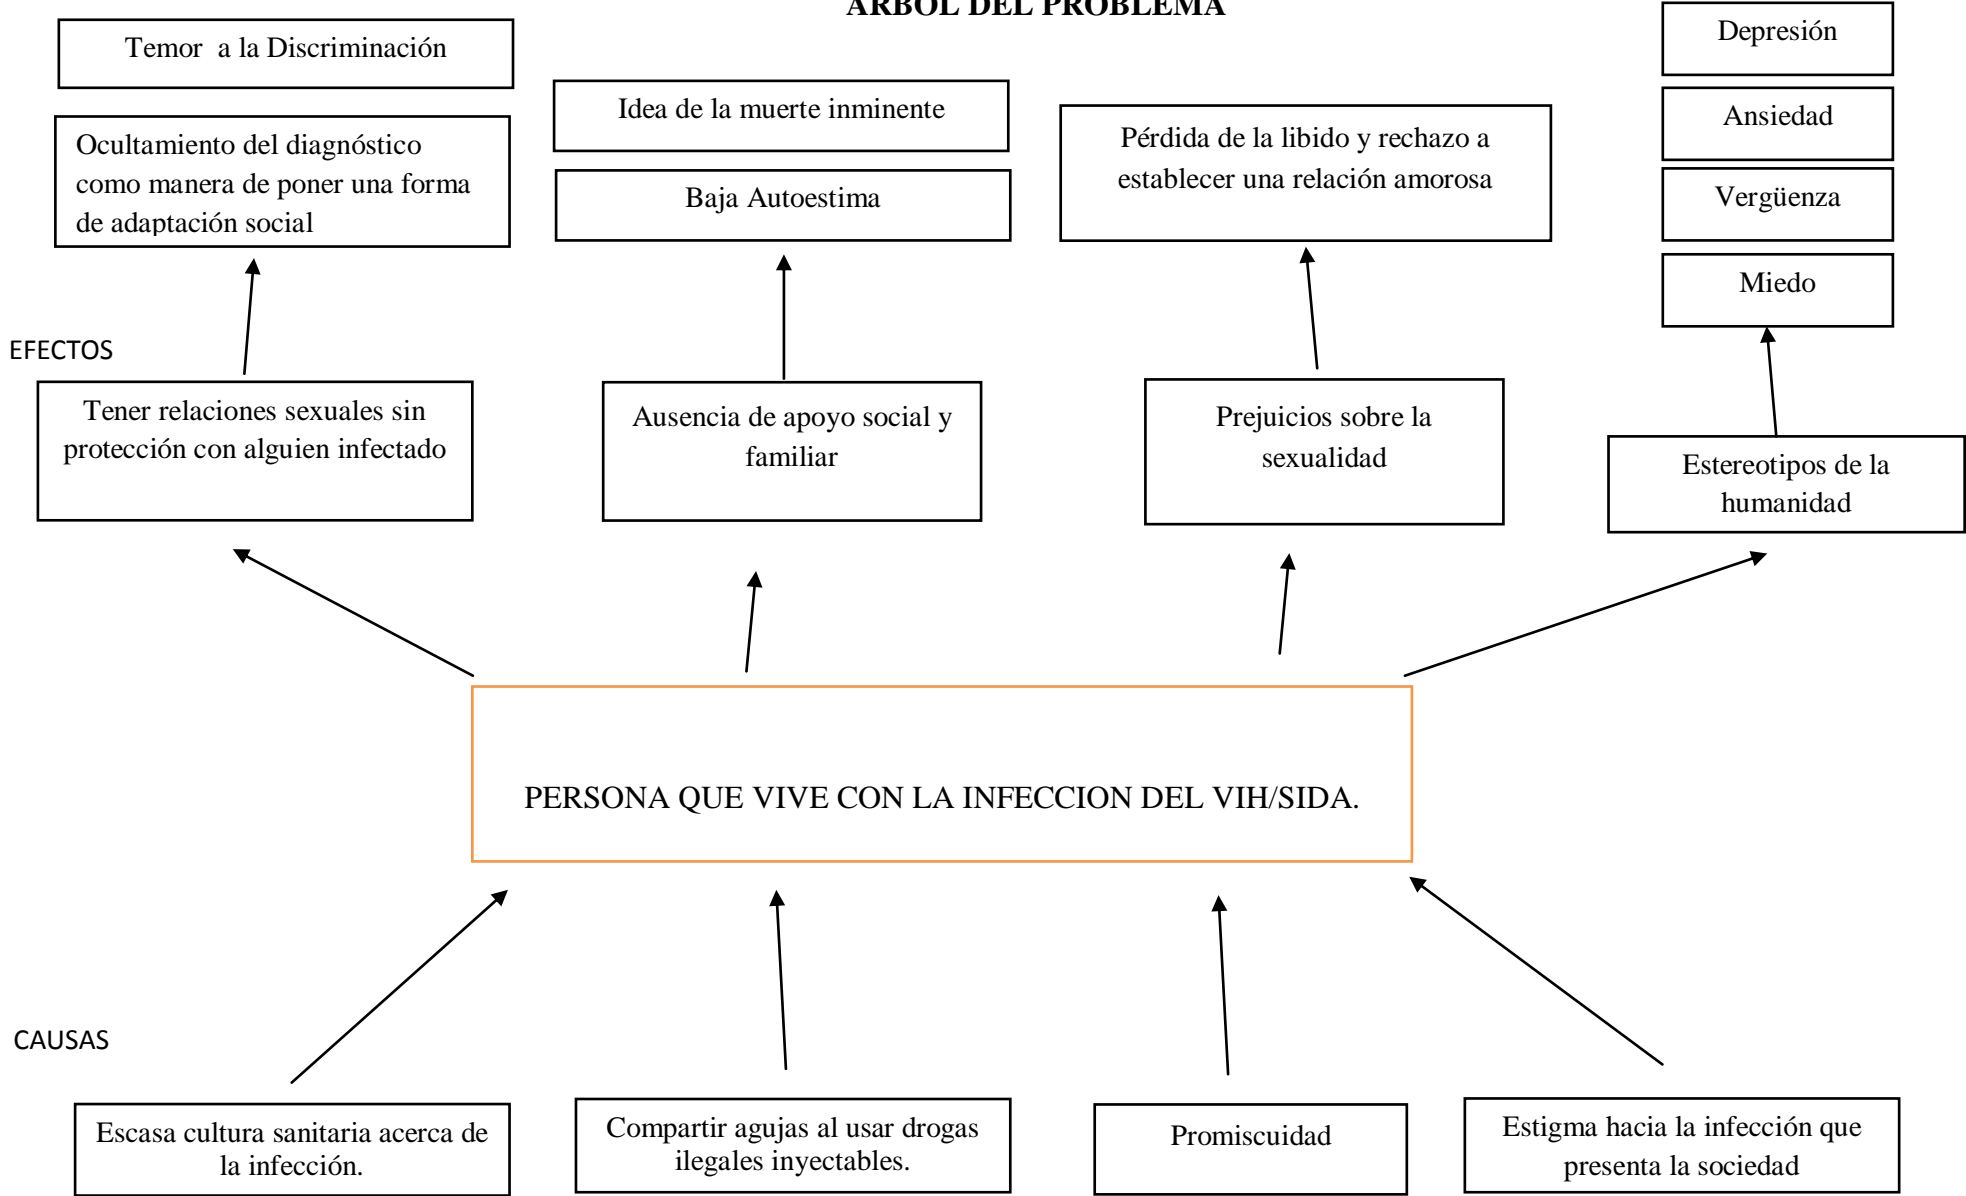 ARBOL DEL PROBLEMA
Temor a la Discriminación
Ocultamiento del diagnóstico
como manera de poner una forma
de adaptación social
Idea de la muerte inminente
Baja Autoestima
Pérdida de la libido y rechazo a
establecer una relación amorosa
Depresión
Ansiedad
Vergüenza
Miedo
EFECTOS
Tener relaciones sexuales sin
protección con alguien infectado
Ausencia de apoyo social y
familiar
Prejuicios sobre la
sexualidad
Estereotipos de la
humanidad
PERSONA QUE VIVE CON LA INFECCION DEL VIH/SIDA.
CAUSAS
Escasa cultura sanitaria acerca de
la infección.
Compartir agujas al usar drogas
ilegales inyectables.
Promiscuidad
Estigma hacia la infección que
presenta la sociedad